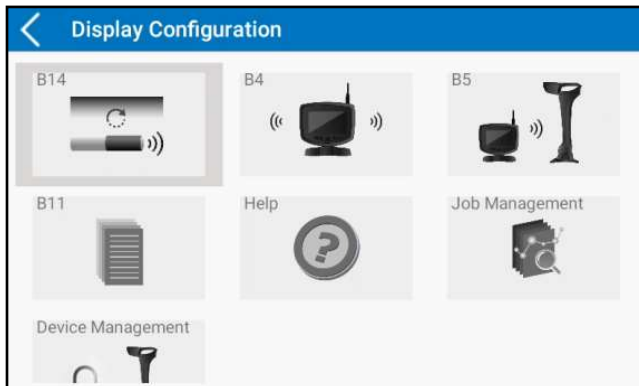 Display Configuration
B14
B4
B5
B11
Help
Job Management
Device Management